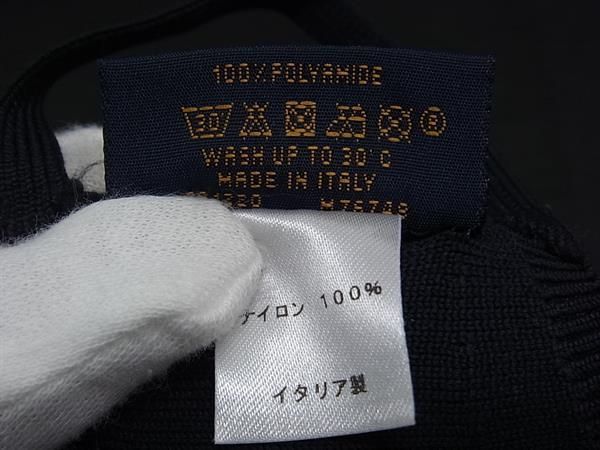 100% POLYAMIDE
30
WASH UP TO 30°C
MADE IN ITALY
M76748
イロン 100%
イタリア製